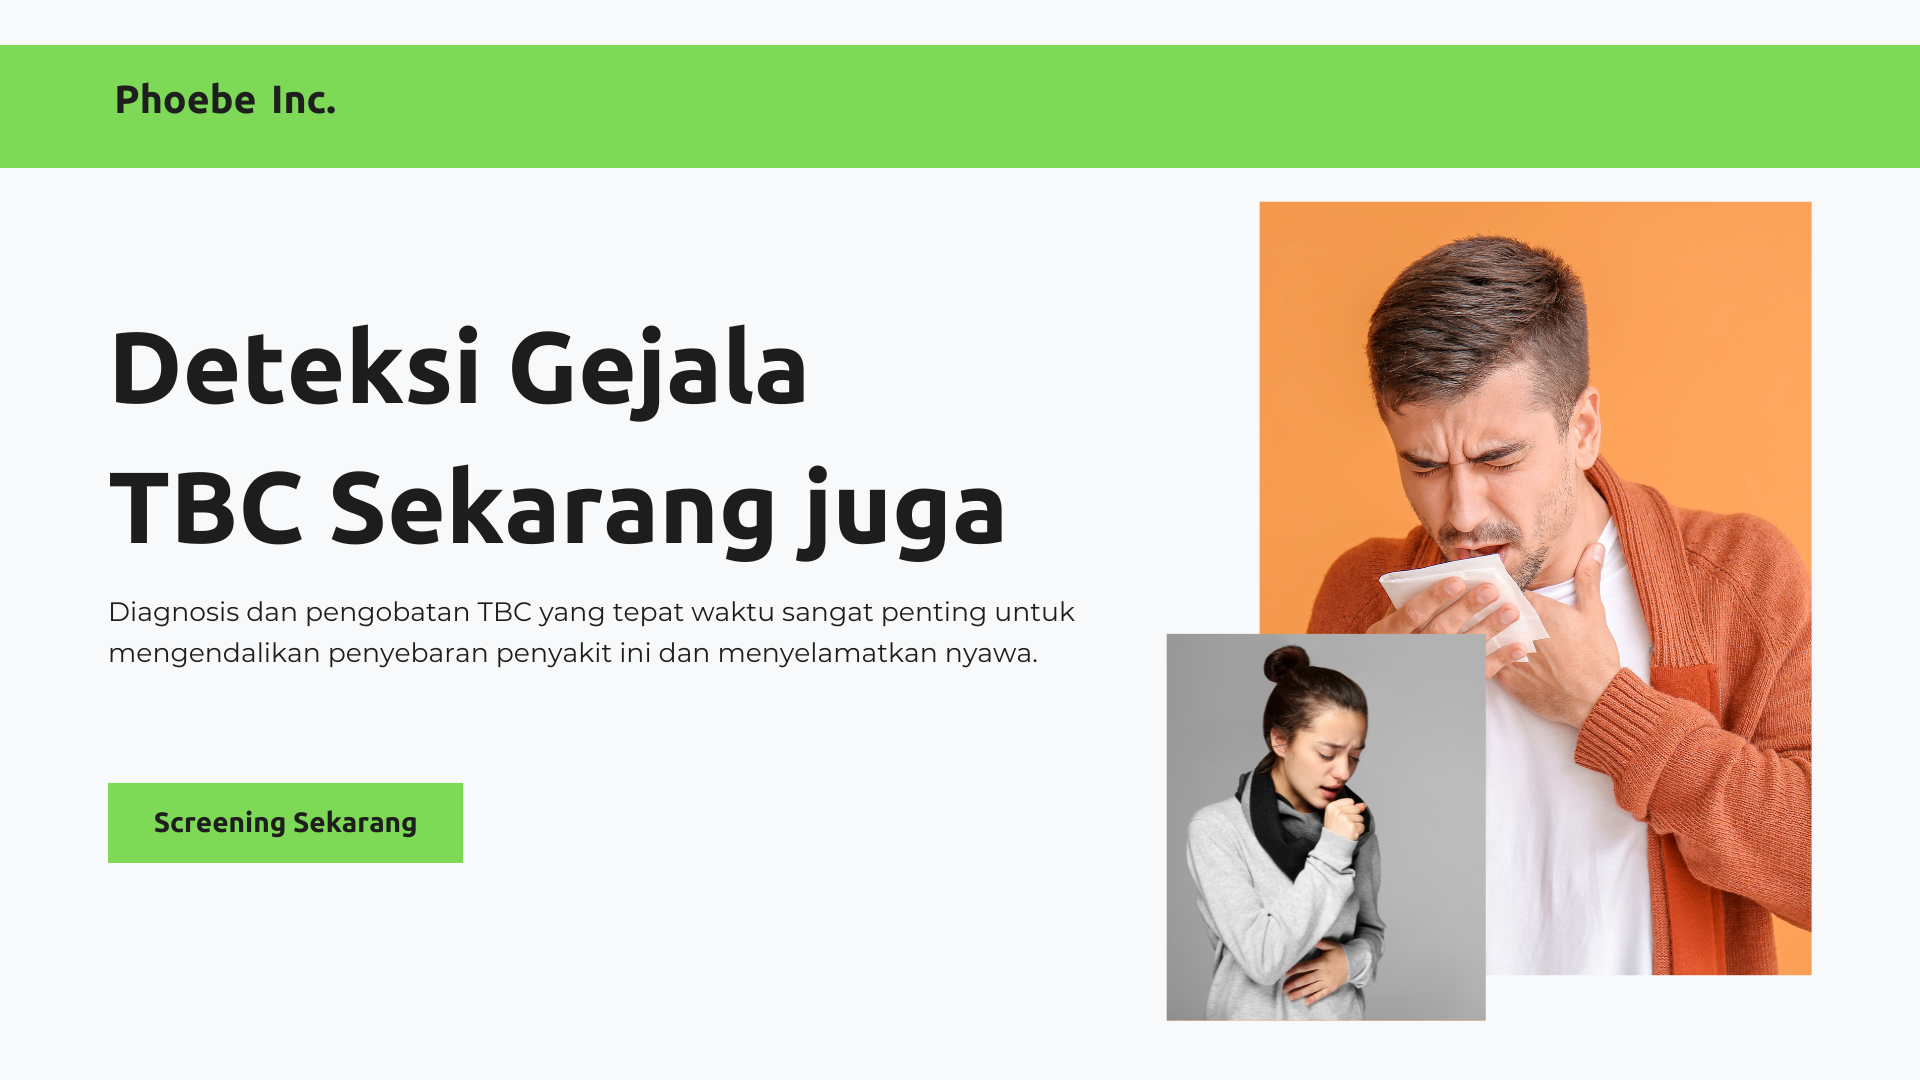 Phoebe Inc.
Deteksi Gejala
TBC Sekarang juga
Diagnosis dan pengobatan TBC yang tepat waktu sangat penting untuk
mengendalikan penyebaran penyakit ini dan menyelamatkan nyawa.
Screening Sekarang